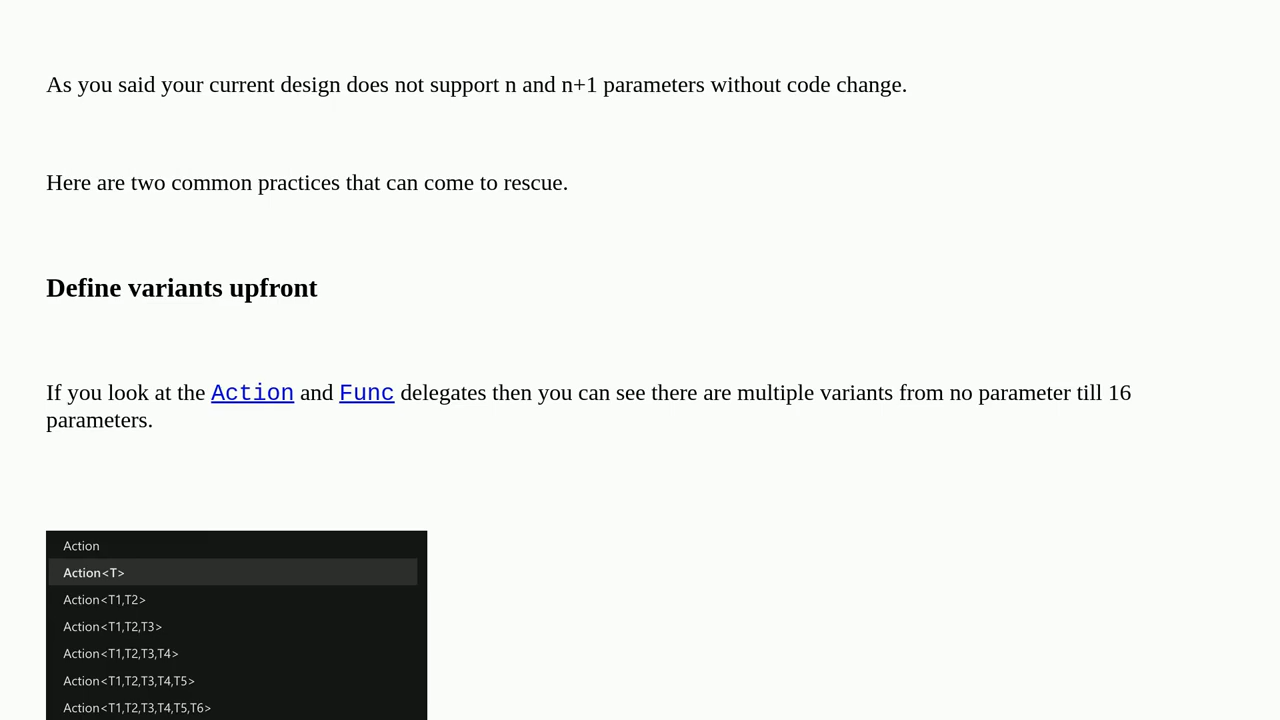 As you said your current design does not support n and n+1 parameters without code change.
Here are two common practices that can come to rescue.
Define variants upfront
If you look at the Action and Func delegates then you can see there are multiple variants from no parameter till 16
parameters.
Action
Action<T>
Action<T1,T2>
Action<T1,T2,T3>
Action<T1,T2,T3,T4>
Action<T1,T2,T3,T4,T5>
Action<T1,T2,T3,T4,T5,T6>